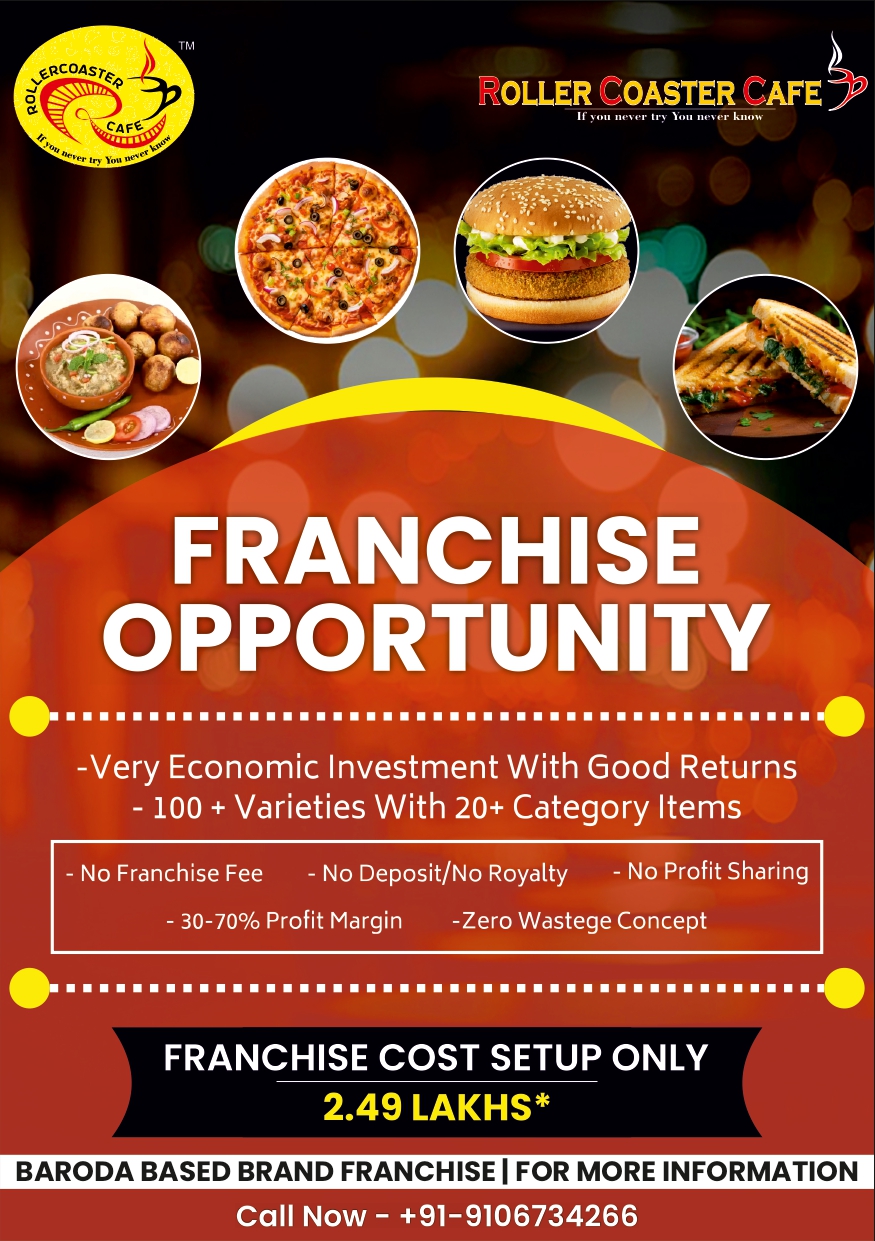 ROLLERCOASTER
CAFE
If you never try You never know
TM
ROLLER COASTER CAFE
If you never try You never know
FRANCHISE
OPPORTUNITY
-Very Economic Investment With Good Returns
- 100 + Varieties With 20+ Category Items
- No Franchise Fee - No Deposit/No Royalty - No Profit Sharing
- 30-70% Profit Margin -Zero Wastege Concept
FRANCHISE COST SETUP ONLY
2.49 LAKHS*
BARODA BASED BRAND FRANCHISE | FOR MORE INFORMATION
Call Now - +91-9106734266